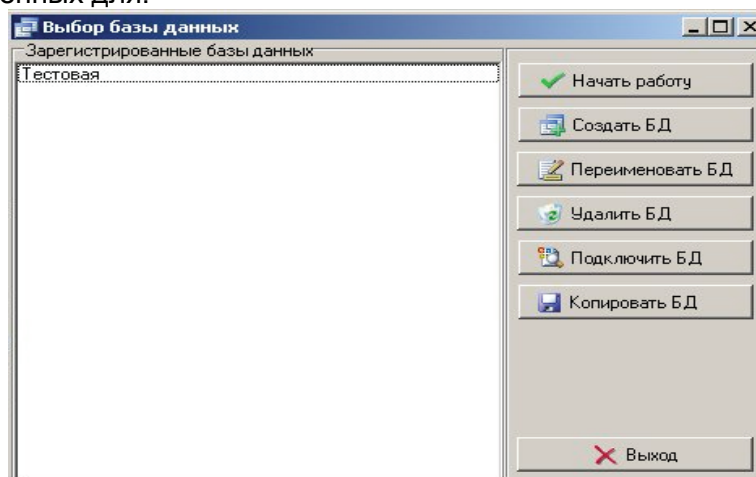 для.
Выбор базы данных
Зарегистрированные базы данных
Тестовая
Начать работу
Создать БД
Переименовать БД
Удалить БД
Подключить БД
Копировать БД
Выход